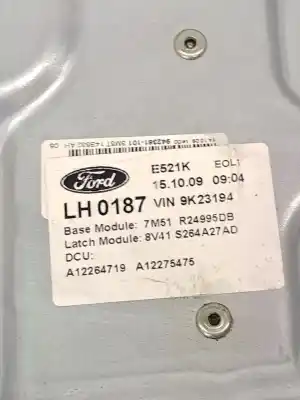 Ford
E521K EOL1
15.10.09 09:04
LH 0187 VIN 9K23194
Base Module: 7M51 R24995DB
Latch Module: 8V41 S264A27AD
DCU:
A12264719 A12275475